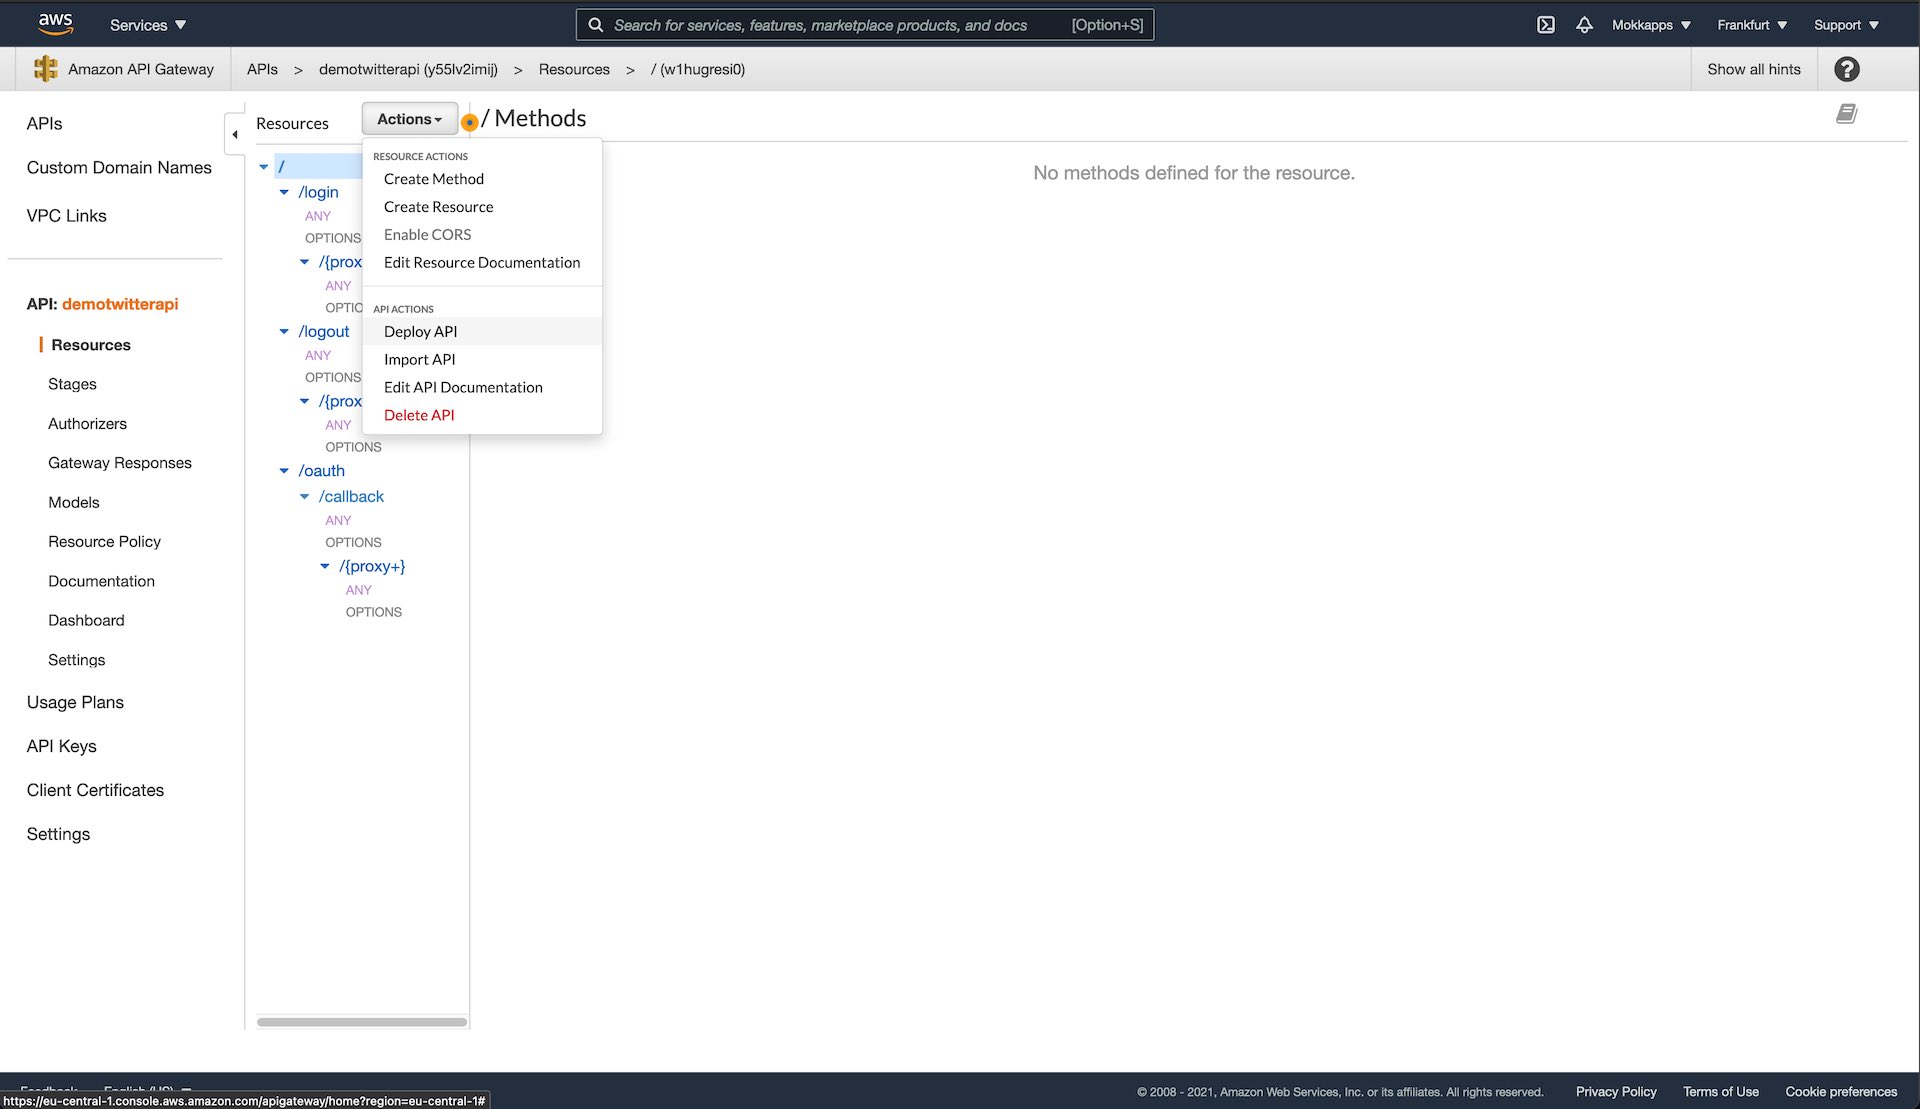 aws
Services
Search for services, features, marketplace products, and docs [Option+S]
Mokkapps
Frankfurt
Support
Amazon API Gateway
APIs > demotwitterapi (y55lv2imij) > Resources > / (w1hugresi0)
Show all hints
?
APIs
Custom Domain Names
VPC Links
API: demotwitterapi
Resources
Stages
Authorizers
Gateway Responses
Models
Resource Policy
Documentation
Dashboard
Settings
Usage Plans
API Keys
Client Certificates
Settings
Resources
Actions
/
/login
ANY
OPTIONS
/{prox
ANY
OPTIO
/logout
ANY
OPTIONS
/{prox
ANY
OPTIONS
/oauth
/callback
ANY
OPTIONS
/{proxy+}
ANY
OPTIONS
RESOURCE ACTIONS
Create Method
Create Resource
Enable CORS
Edit Resource Documentation
API ACTIONS
Deploy API
Import API
Edit API Documentation
Delete API
/ Methods
No methods defined for the resource.
Feedback English (US)
https://eu-central-1.console.aws.amazon.com/apigateway/home?region=eu-central-1#
© 2008 - 2021, Amazon Web Services, Inc. or its affiliates. All rights reserved.
Privacy Policy
Terms of Use
Cookie preferences